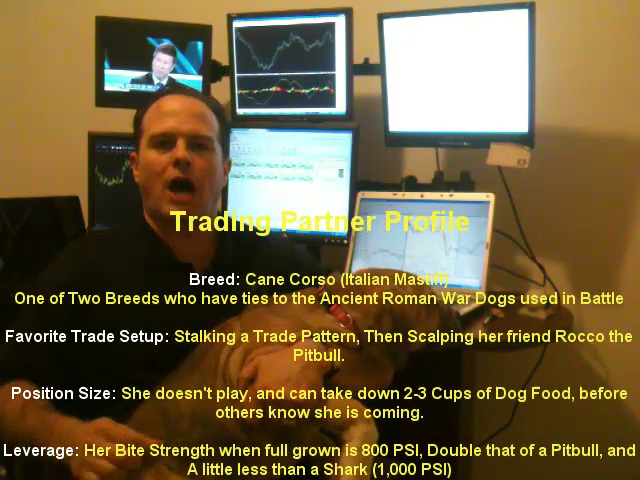 Trading Partner Profile
Breed: Cane Corso (Italian Mastiff)
One of Two Breeds who have ties to the Ancient Roman War Dogs used in Battle
Favorite Trade Setup: Stalking a Trade Pattern, Then Scalping her friend Rocco the
Pitbull.
Position Size: She doesn't play, and can take down 2-3 Cups of Dog Food, before
others know she is coming.
Leverage: Her Bite Strength when full grown is 800 PSI, Double that of a Pitbull, and
A little less than a Shark (1,000 PSI)